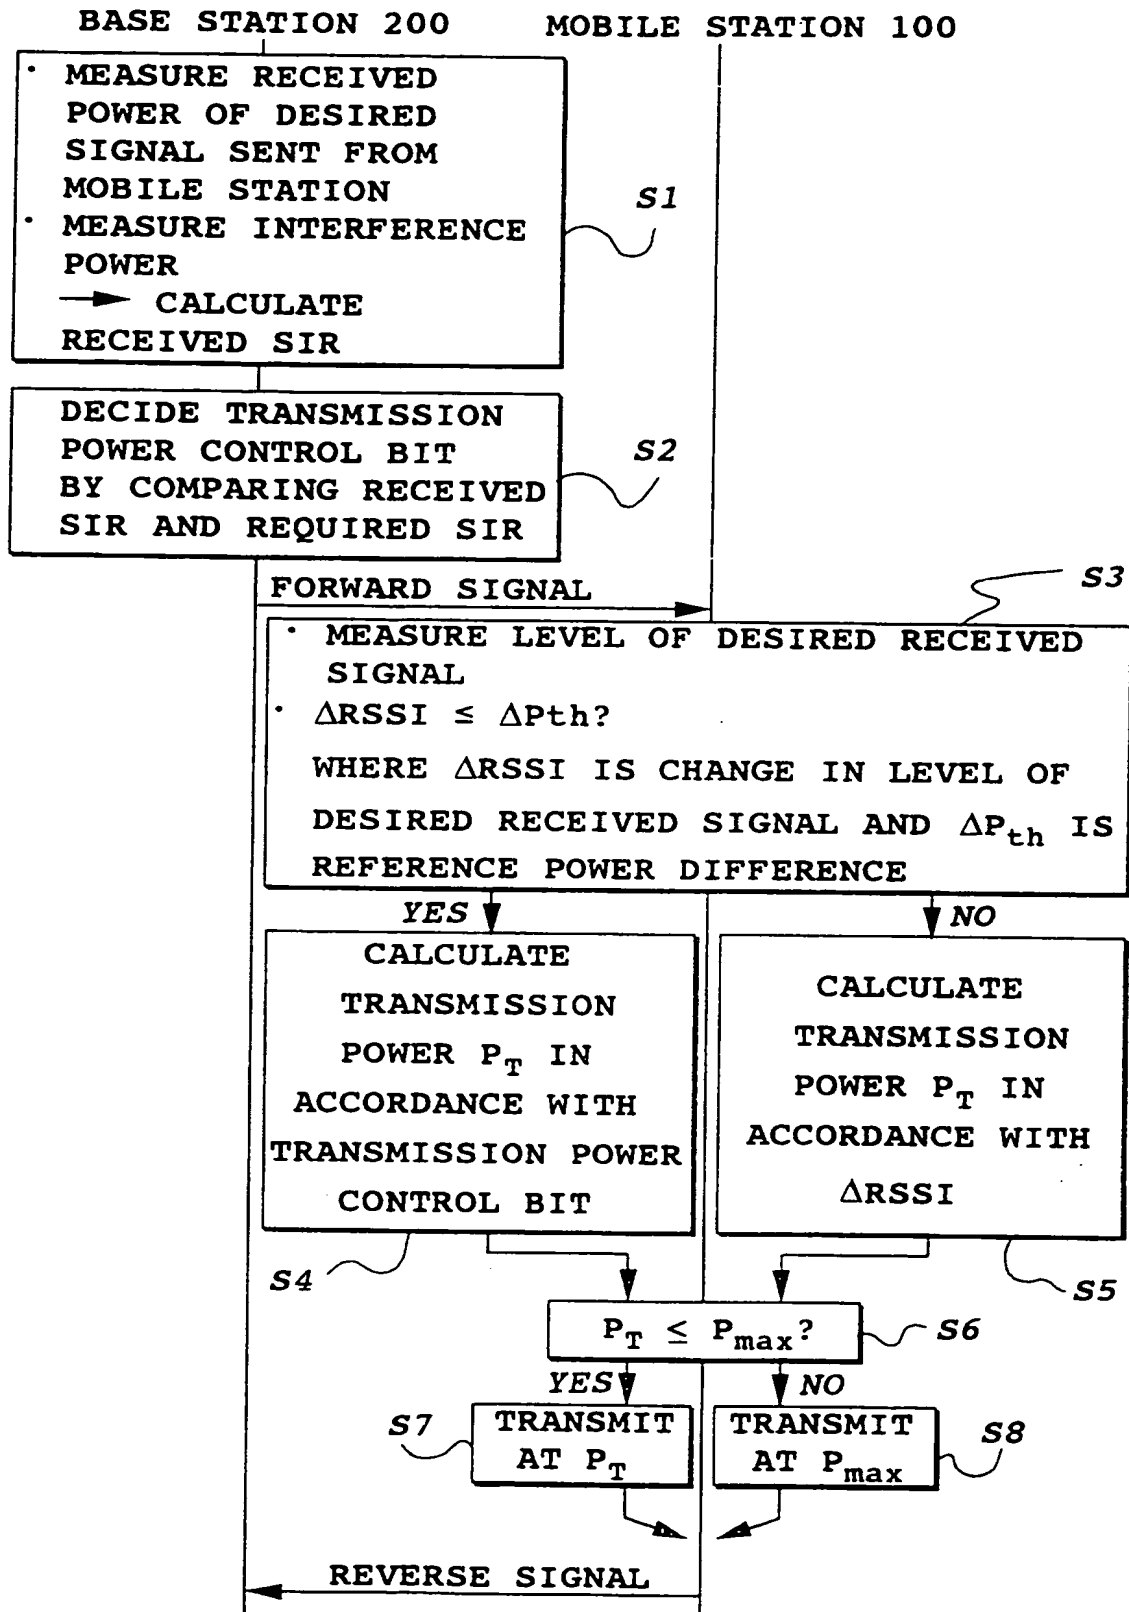 BASE STATION 200
MOBILE STATION 100
· MEASURE RECEIVED
POWER OF DESIRED
SIGNAL SENT FROM
MOBILE STATION
· MEASURE INTERFERENCE
POWER
→ CALCULATE
RECEIVED SIR
S1
DECIDE TRANSMISSION
POWER CONTROL BIT
BY COMPARING RECEIVED
SIR AND REQUIRED SIR
S2
FORWARD SIGNAL
S3
· MEASURE LEVEL OF DESIRED RECEIVED
SIGNAL
· ΔRSSI ≤ ΔPth?
WHERE ΔRSSI IS CHANGE IN LEVEL OF
DESIRED RECEIVED SIGNAL AND ΔPth IS
REFERENCE POWER DIFFERENCE
YES
NO
CALCULATE
TRANSMISSION
POWER PT IN
ACCORDANCE WITH
TRANSMISSION POWER
CONTROL BIT
S4
CALCULATE
TRANSMISSION
POWER PT IN
ACCORDANCE WITH
ΔRSSI
S5
PT ≤ Pmax?
S6
YES
NO
S7
TRANSMIT
AT PT
TRANSMIT
AT Pmax
S8
REVERSE SIGNAL